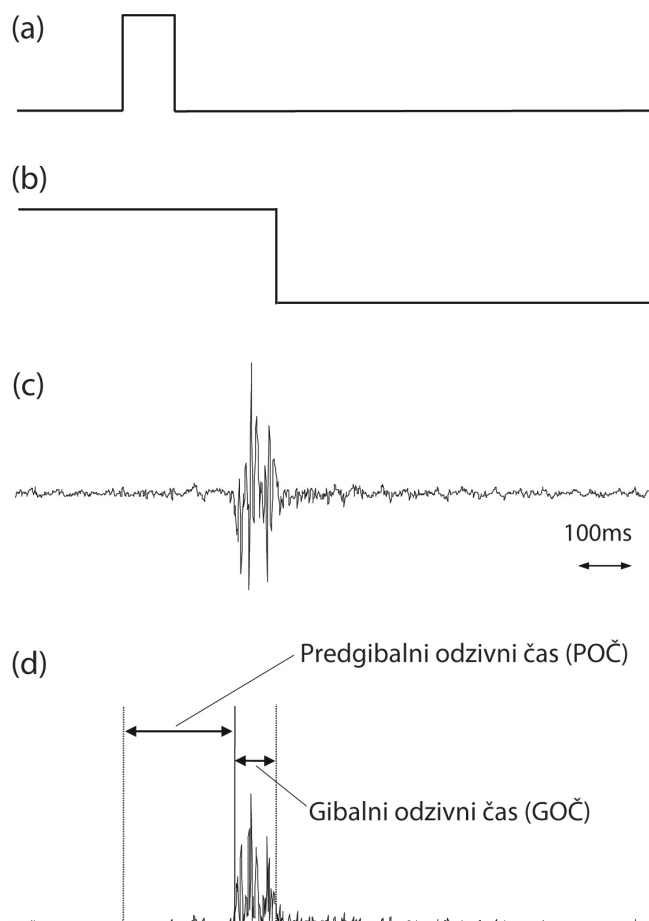 (a)
(b)
(c)
100ms
(d)
Predgibalni odzivni čas (POČ)
Gibalni odzivni čas (GOČ)